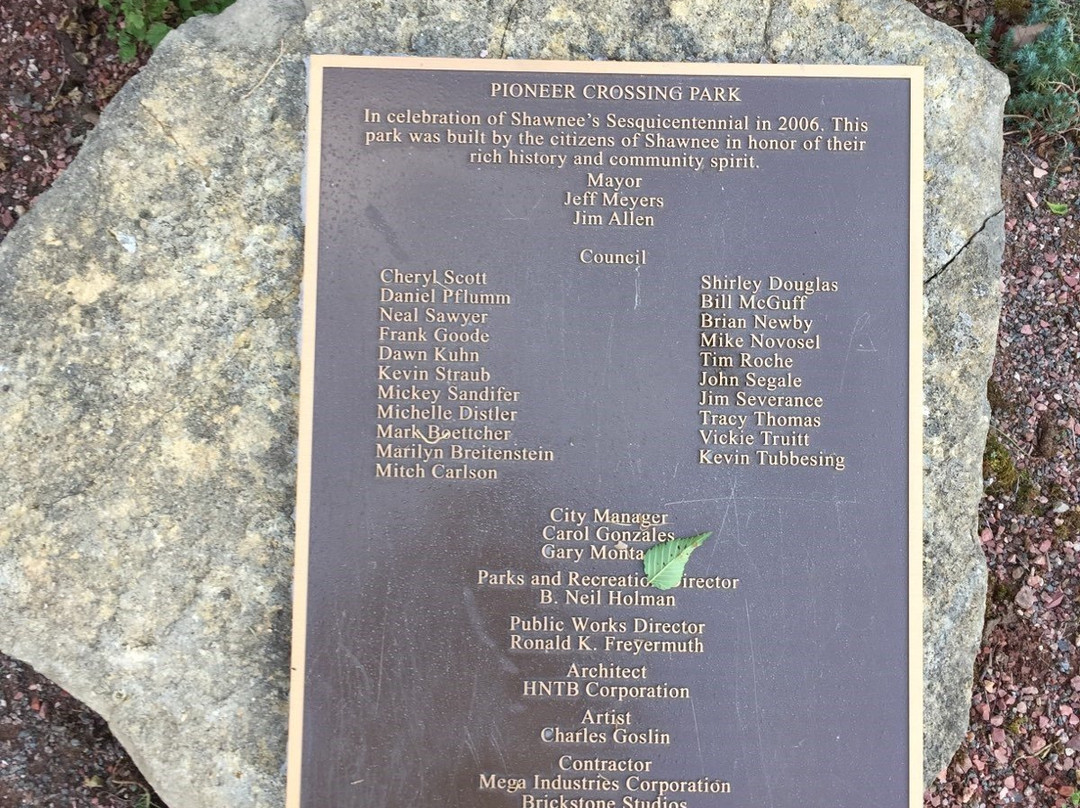 PIONEER CROSSING PARK
In celebration of Shawnee's Sesquicentennial in 2006. This
park was built by the citizens of Shawnee in honor of their
rich history and community spirit.
Mayor
Jeff Meyers
Jim Allen
Council
Cheryl Scott
Daniel Pflumm
Neal Sawyer
Frank Goode
Dawn Kuhn
Kevin Straub
Mickey Sandifer
Michelle Distler
Mark Boettcher
Marilyn Breitenstein
Mitch Carlson
Shirley Douglas
Bill McGuff
Brian Newby
Mike Novosel
Tim Roche
John Segale
Jim Severance
Tracy Thomas
Vickie Truitt
Kevin Tubbesing
City Manager
Carol Gonzales
Gary
Parks and Recreation Director
B. Neil Holman
Public Works Director
Ronald K. Freyermuth
Architect
HNTB Corporation
Artist
Charles Goslin
Contractor
Mega Industries Corporation
Brickstone Studios